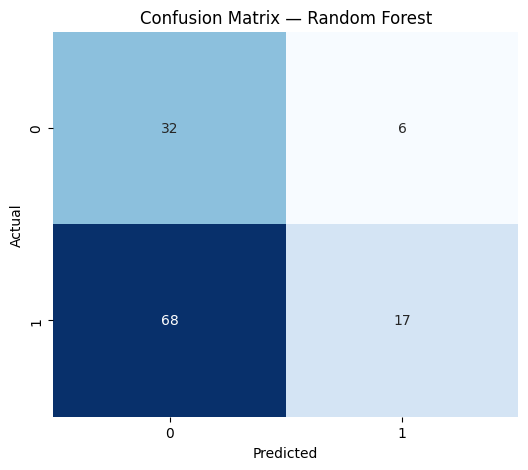 Confusion Matrix — Random Forest
Actual
0
32
6
1
68
17
0
1
Predicted